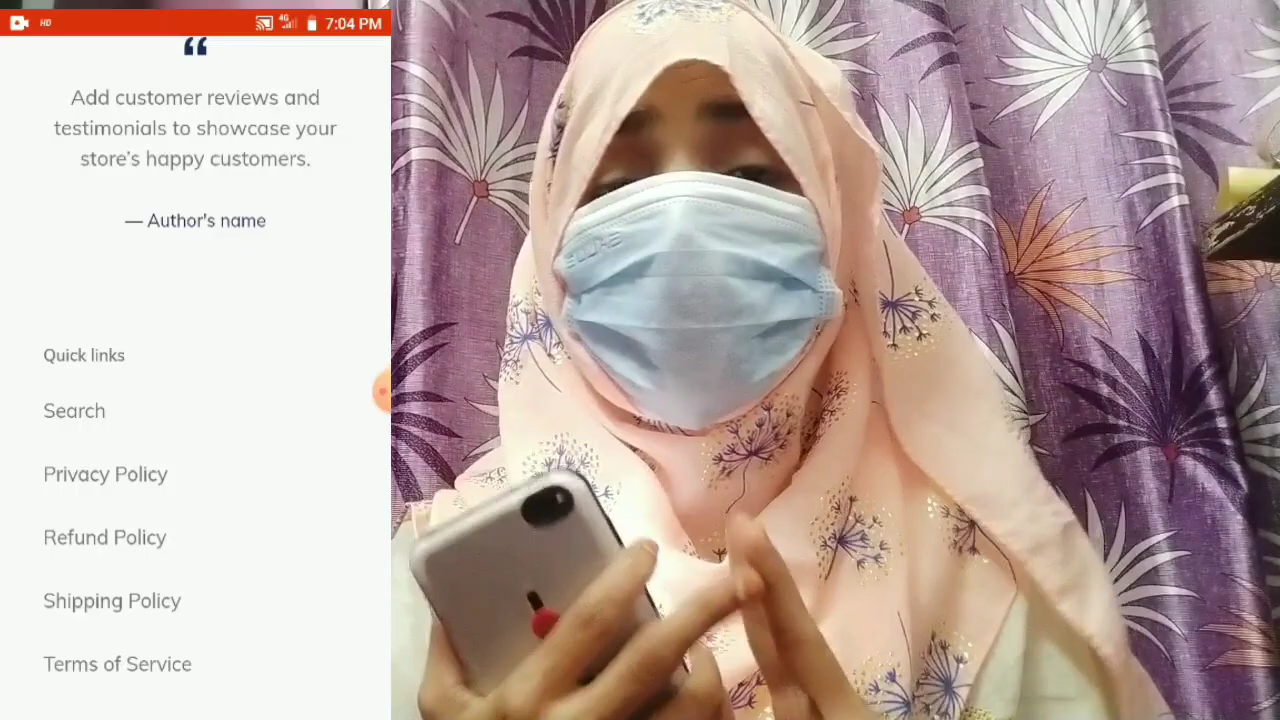 HD
4G
7:04 PM
“
Add customer reviews and
testimonials to showcase your
store’s happy customers.
— Author's name
Quick links
Search
Privacy Policy
Refund Policy
Shipping Policy
Terms of Service